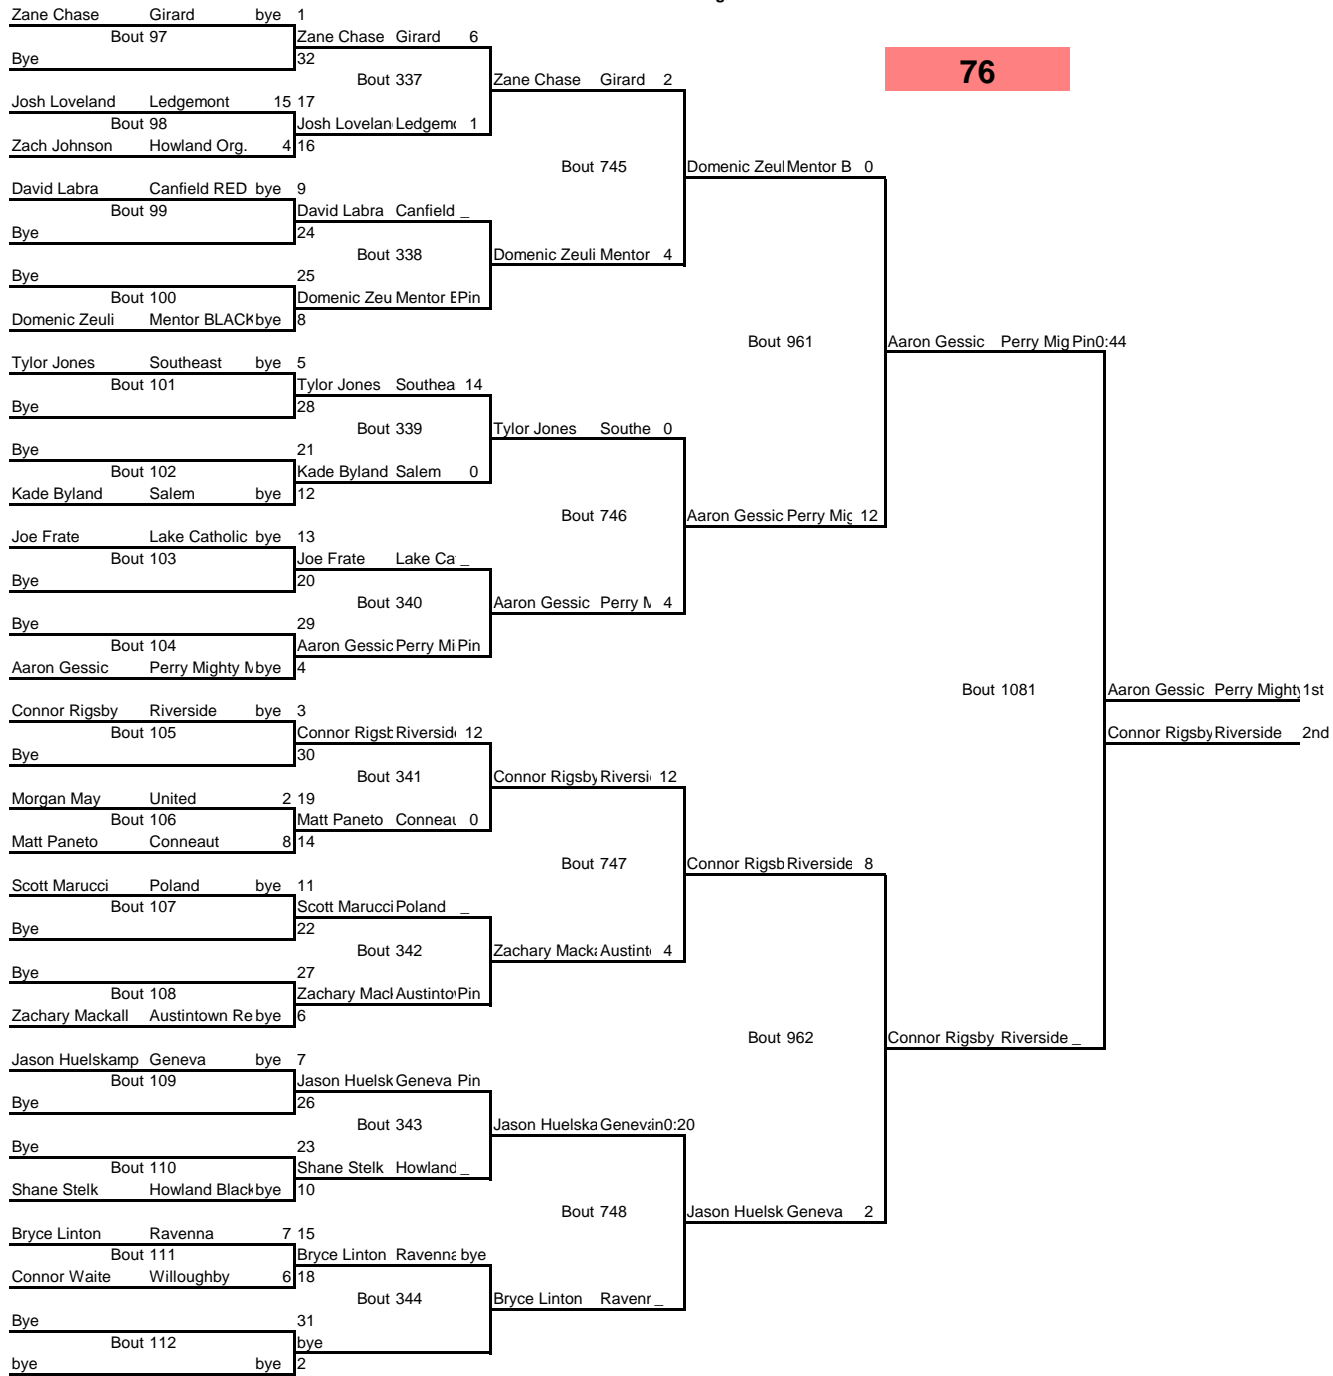 Zane Chase Girard bye 1
Bout 97 Zane Chase Girard 6
Bye 32
76
Bout 337 Zane Chase Girard 2
Josh Loveland Ledgemont 15 17
Bout 98 Josh Lovelan Ledgem 1
Zach Johnson Howland Org. 4 16
Bout 745 Domenic Zeul Mentor B 0
David Labra Canfield RED bye 9
Bout 99 David Labra Canfield _
Bye 24
Bout 338 Domenic Zeuli Mentor 4
Bye 25
Bout 100 Domenic Zeu Mentor E Pin
Domenic Zeuli Mentor BLACK bye 8
Bout 961 Aaron Gessic Perry Mig Pin0:44
Tylor Jones Southeast bye 5
Bout 101 Tylor Jones Southea 14
Bye 28
Bout 339 Tylor Jones Southe 0
Bye 21
Bout 102 Kade Byland Salem 0
Kade Byland Salem bye 12
Bout 746 Aaron Gessic Perry Mig 12
Joe Frate Lake Catholic bye 13
Bout 103 Joe Frate Lake Ca _
Bye 20
Bout 340 Aaron Gessic Perry M 4
Bye 29
Bout 104 Aaron Gessic Perry Mi Pin
Aaron Gessic Perry Mighty M bye 4
Bout 1081 Aaron Gessic Perry Mighty 1st
Connor Rigsby Riverside bye 3
Bout 105 Connor Rigsb Riverside 12
Connor Rigsby Riverside 2nd
Bye 30
Bout 341 Connor Rigsby Riversi 12
Morgan May United 2 19
Bout 106 Matt Paneto Conneau 0
Matt Paneto Conneaut 8 14
Bout 747 Connor Rigsb Riverside 8
Scott Marucci Poland bye 11
Bout 107 Scott Marucci Poland _
Bye 22
Bout 342 Zachary Macka Austint 4
Bye 27
Bout 108 Zachary Mack Austinto Pin
Zachary Mackall Austintown Re bye 6
Bout 962 Connor Rigsby Riverside _
Jason Huelskamp Geneva bye 7
Bout 109 Jason Huelsk Geneva Pin
Bye 26
Bout 343 Jason Huelska Geneva in0:20
Bye 23
Bout 110 Shane Stelk Howland _
Shane Stelk Howland Black bye 10
Bout 748 Jason Huelsk Geneva 2
Bryce Linton Ravenna 7 15
Bout 111 Bryce Linton Ravenna bye
Connor Waite Willoughby 6 18
Bout 344 Bryce Linton Ravenr _
Bye 31
Bout 112 bye
bye bye 2